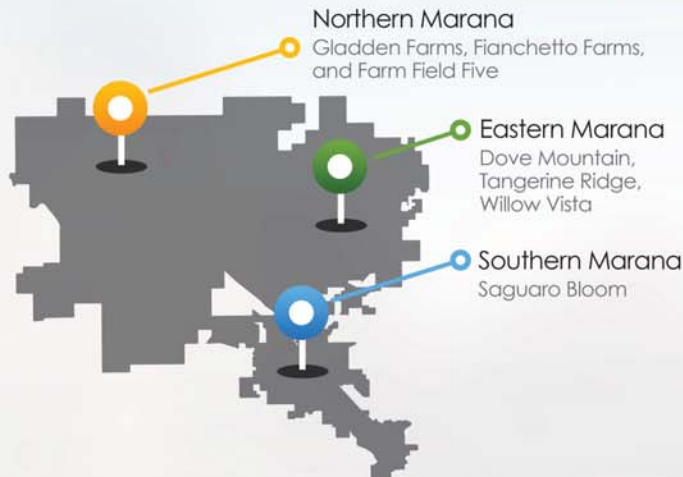 Northern Marana
Gladden Farms, Fianchetto Farms,
and Farm Field Five
Eastern Marana
Dove Mountain,
Tangerine Ridge,
Willow Vista
Southern Marana
Saguaro Bloom